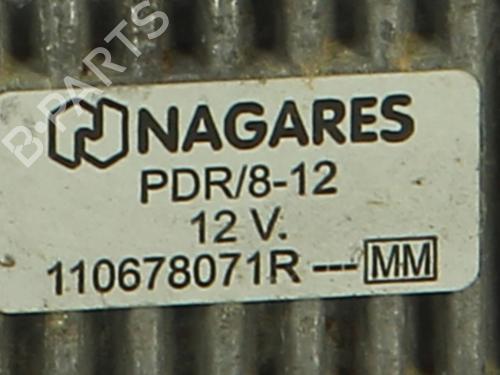 B-PARTS
NAGARES
PDR/8-12
12 V.
110678071R --- MM